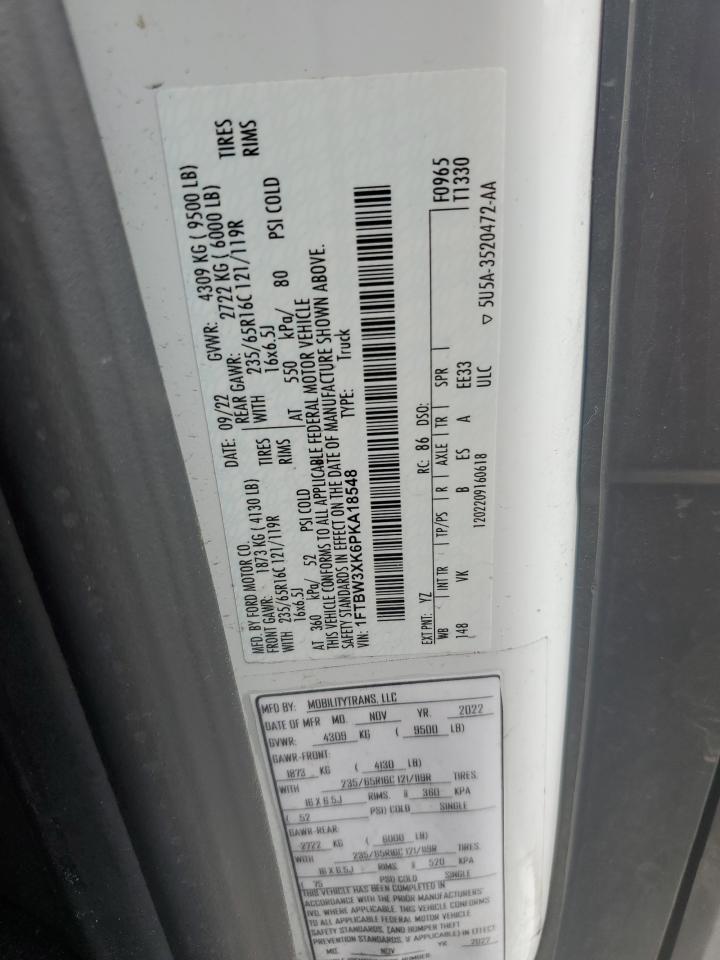 MFD. BY FORD MOTOR CO.
DATE: 09/22
GVWR: 4309 KG ( 9500 LB)
FRONT GAWR: 1873 KG ( 4130 LB)
REAR GAWR: 2722 KG ( 6000 LB)
WITH 235/65R16C 121/119R TIRES
WITH 235/65R16C 121/119R TIRES
16x6.5J RIMS
16x6.5J RIMS
AT 360 kPa/ 52 PSI COLD
AT 550 kPa/ 80 PSI COLD
THIS VEHICLE CONFORMS TO ALL APPLICABLE FEDERAL MOTOR VEHICLE
SAFETY STANDARDS IN EFFECT ON THE DATE OF MANUFACTURE SHOWN ABOVE.
VIN: 1FTBW3XK6PKA18548
TYPE: Truck
F0965
T1330
EXT PNT: YZ RC: 86 DSO:
WB INT TR TP/PS R AXLE TR SPR
148 VK B ES A EE33
1202209160618 ULC
▽ 5U5A-3520472-AA
MFD BY: MOBILITYTRANS, LLC
DATE OF MFR MO. NOV YR. 2022
GVWR: 4309 KG ( 9500 LB)
GAWR-FRONT:
1873 KG ( 4130 LB)
WITH 235/65R16C 121/119R TIRES.
16 X 6.5J RIMS. @ 360 KPA
( 52 PSI) COLD SINGLE
GAWR-REAR:
2722 KG ( 6000 LB)
WITH 235/65R16C 121/119R TIRES.
16 X 6.5J RIMS @ 520 KPA
75 PSI) COLD SINGLE
THIS VEHICLE HAS BEEN COMPLETED IN
ACCORDANCE WITH THE PRIOR MANUFACTURERS'
IVD, WHERE APPLICABLE. THIS VEHICLE CONFORMS
TO ALL APPLICABLE FEDERAL MOTOR VEHICLE
SAFETY STANDARDS, [AND BUMPER THEFT
PREVENTION STANDARDS, IF APPLICABLE] IN EFFECT
MO. NOV YR 2022